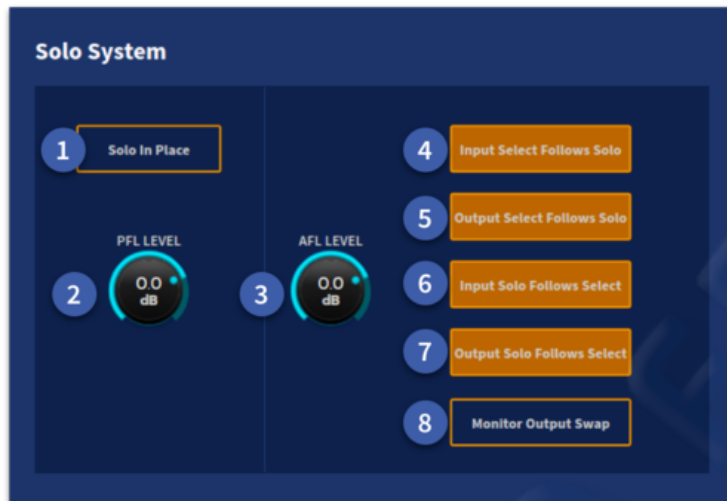 Solo System
1 Solo In Place
PFL LEVEL
2 0.0
dB
AFL LEVEL
3 0.0
dB
4 Input Select Follows Solo
5 Output Select Follows Solo
6 Input Solo Follows Select
7 Output Solo Follows Select
8 Monitor Output Swap